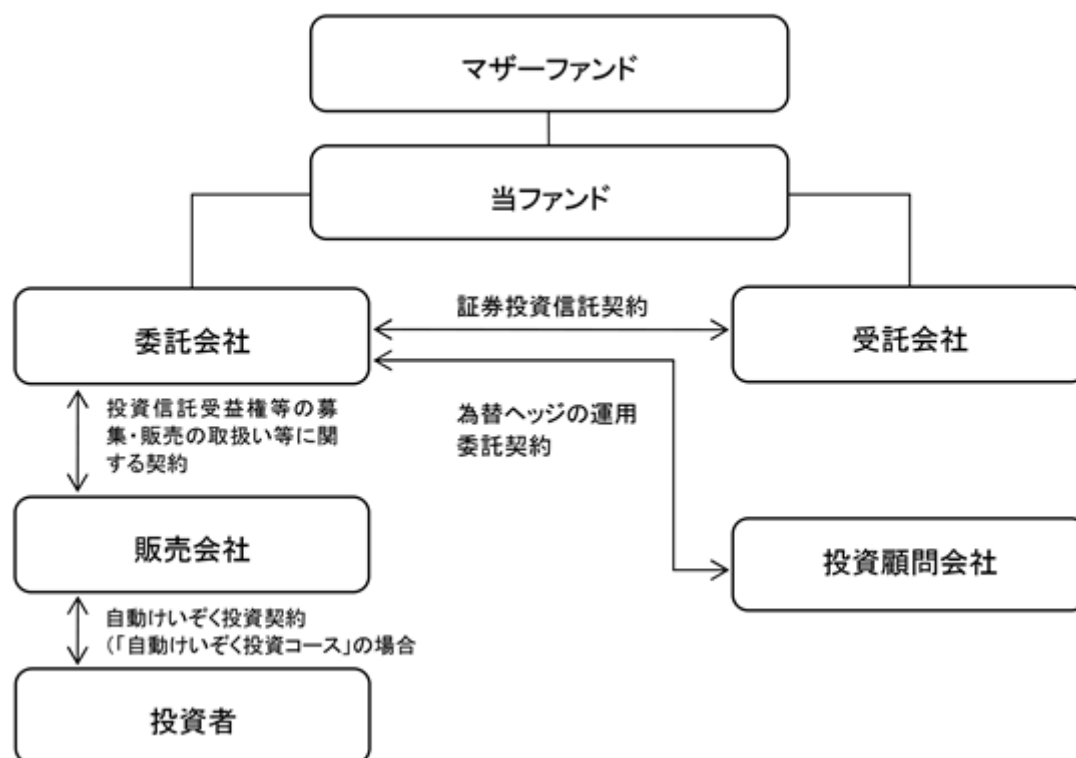 マザーファンド
当ファンド
委託会社
証券投資信託契約
受託会社
投資信託受益権等の募
集・販売の取扱い等に関
する契約
為替ヘッジの運用
委託契約
販売会社
投資顧問会社
自動けいぞく投資契約
(「自動けいぞく投資コース」の場合
投資者